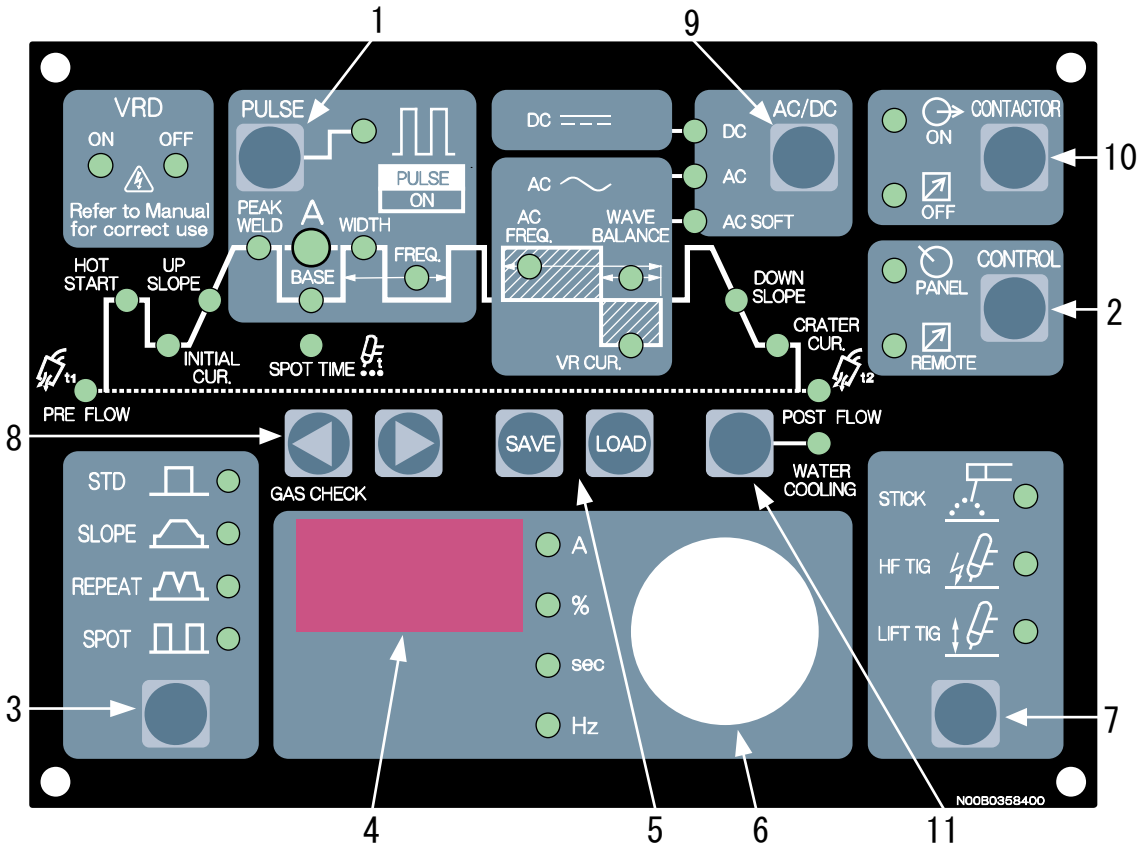 1
9
VRD
ON OFF
Refer to Manual
for correct use
PULSE
PULSE
ON
DC
AC
AC/DC
DC
AC
AC SOFT
CONTACTOR
ON
OFF
10
PEAK
WELD
A
WIDTH
BASE
FREQ.
AC
FREQ.
WAVE
BALANCE
VR CUR.
HOT
START
UP
SLOPE
INITIAL
CUR.
SPOT TIME
t
DOWN
SLOPE
CRATER
CUR.
CONTROL
PANEL
REMOTE
2
t1
PRE FLOW
t2
POST FLOW
8
GAS CHECK
SAVE
LOAD
WATER
COOLING
STD
SLOPE
REPEAT
SPOT
3
A
%
sec
Hz
STICK
HF TIG
LIFT TIG
7
N00B0358400
4
5
6
11